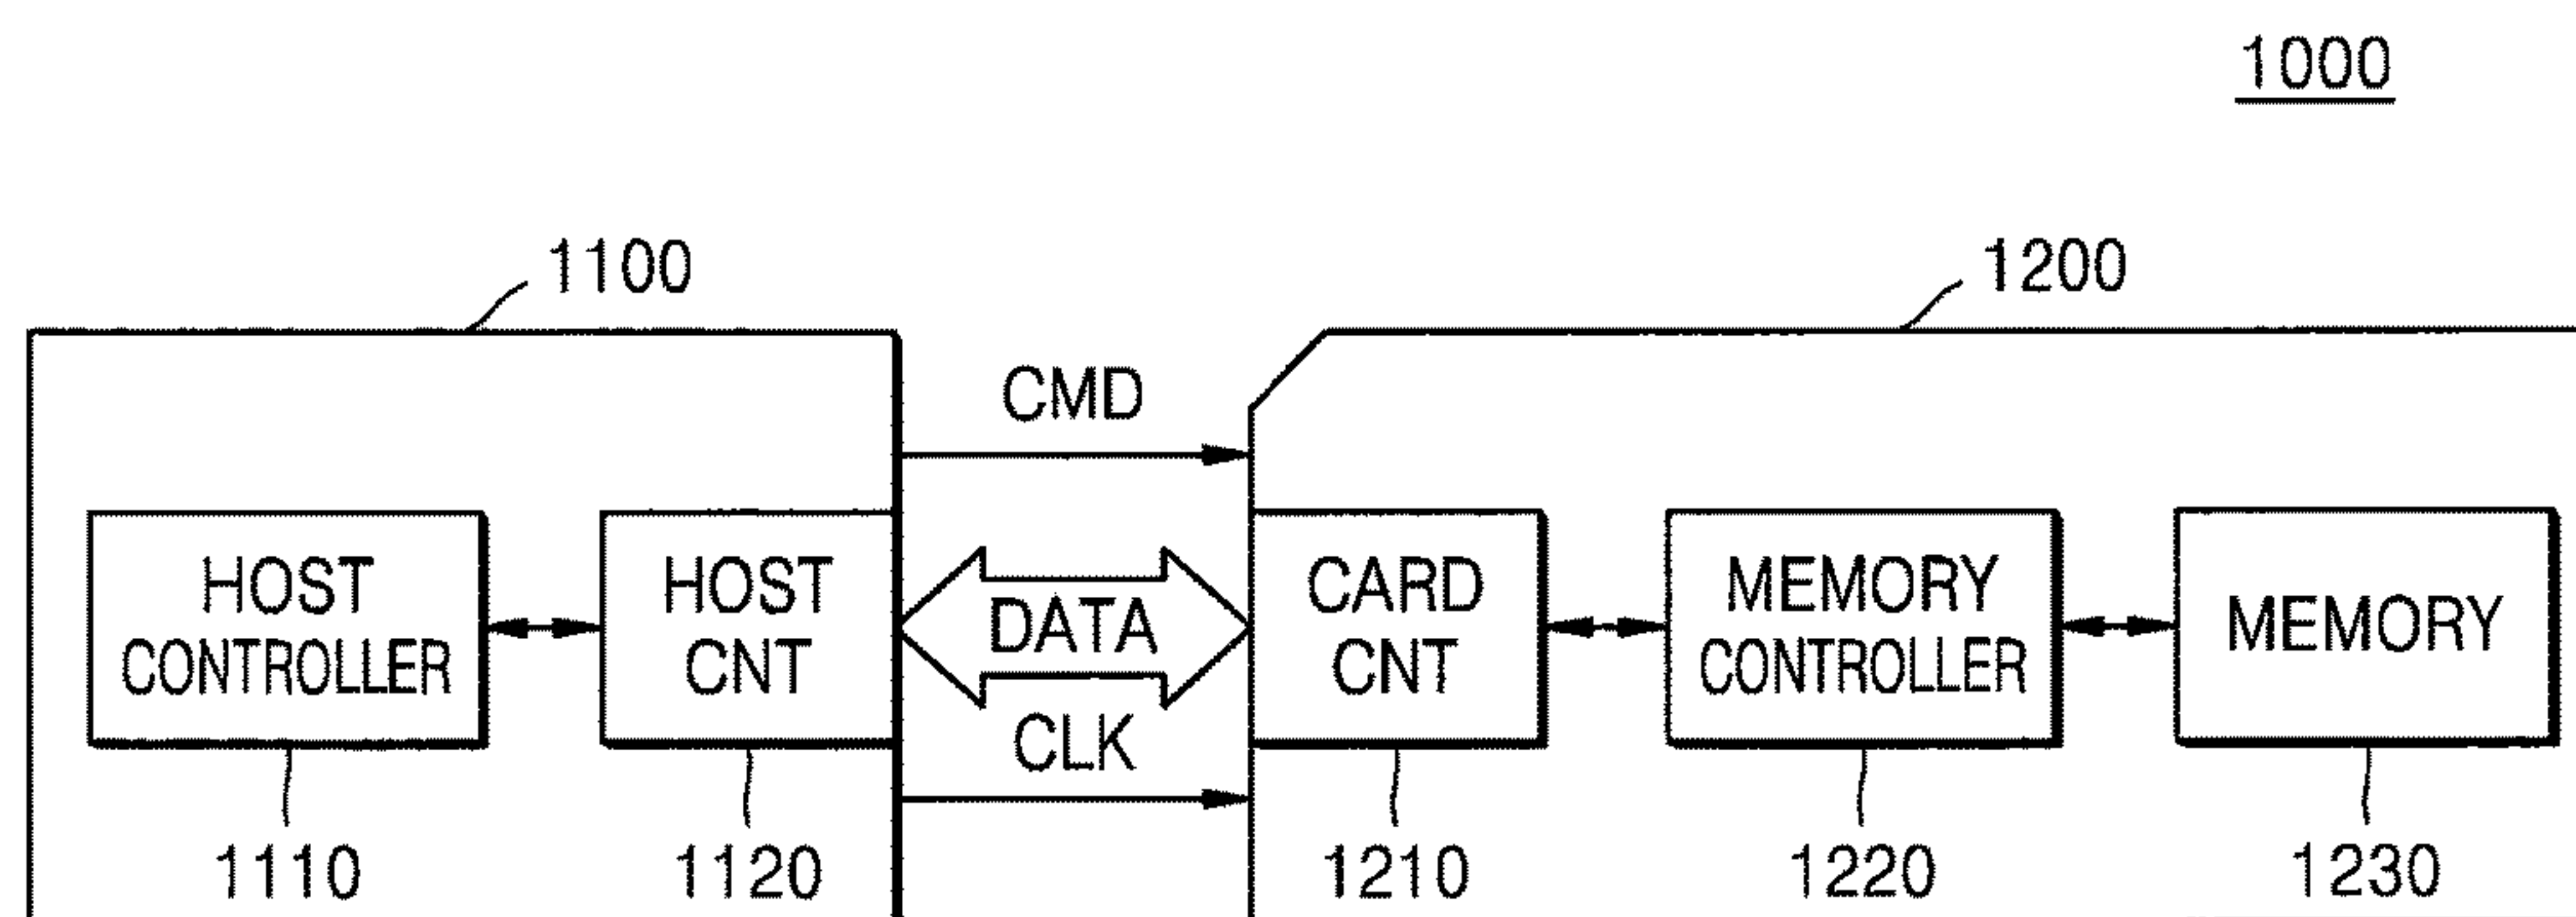 1000
1100
1200
CMD
HOST
CONTROLLER
HOST
CNT
DATA
CARD
CNT
MEMORY
CONTROLLER
MEMORY
CLK
1110
1120
1210
1220
1230